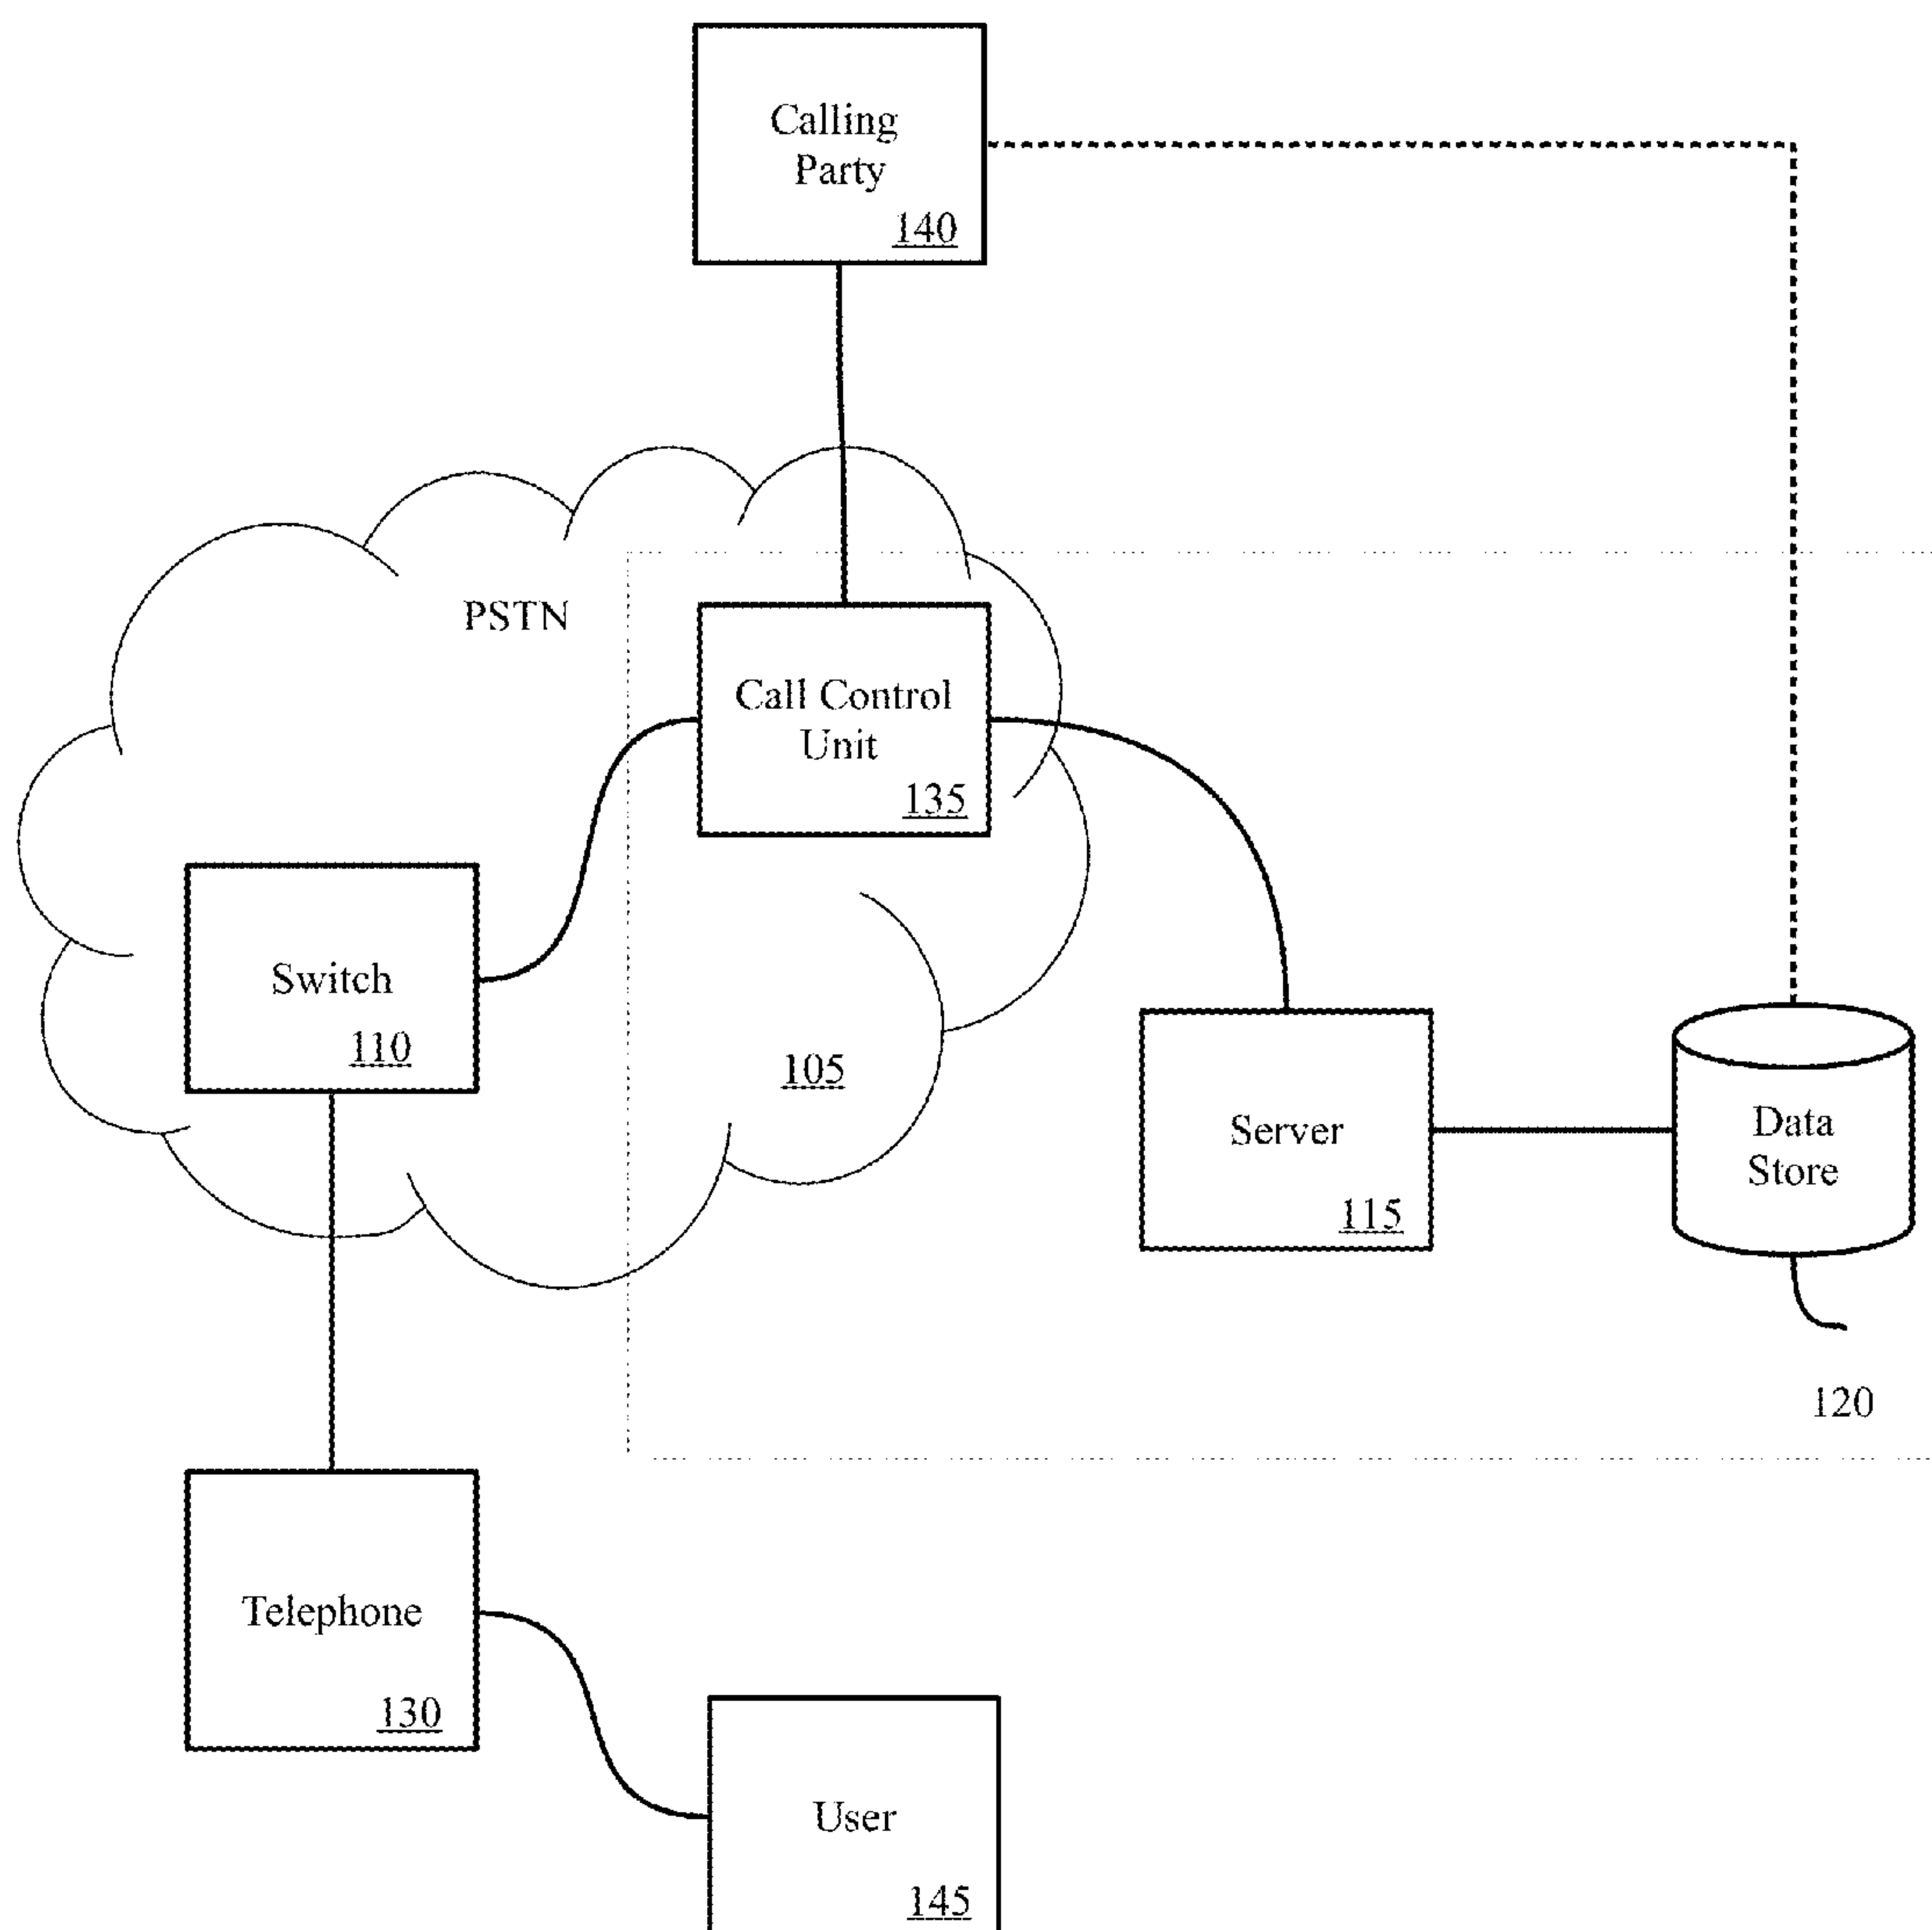 Calling
Party
140
PSTN
Call Control
Unit
135
Switch
110
105
Server
115
Data
Store
120
Telephone
130
User
145